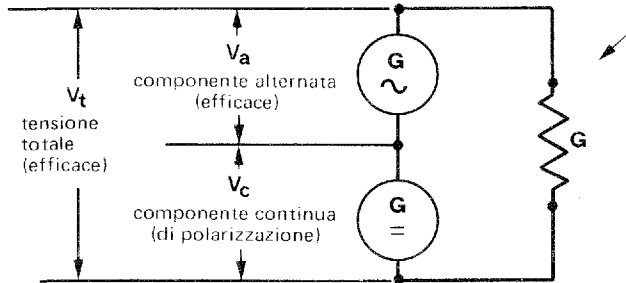 Va
componente alternata
(efficace)
G
∼
Vt
tensione
totale
(efficace)
G
Vc
componente continua
(di polarizzazione)
G
=